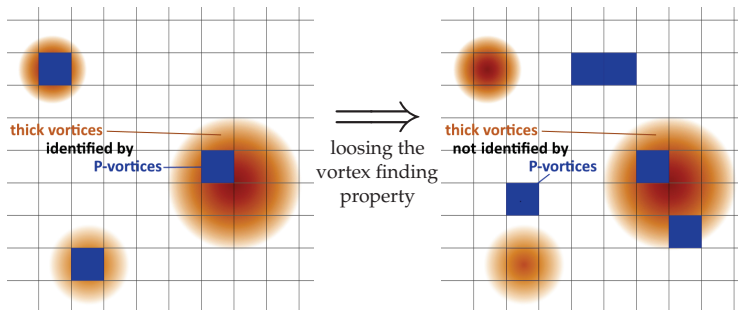 thick vortices
identified by
P-vortices
loosing the
vortex finding
property
thick vortices
not identified by
P-vortices